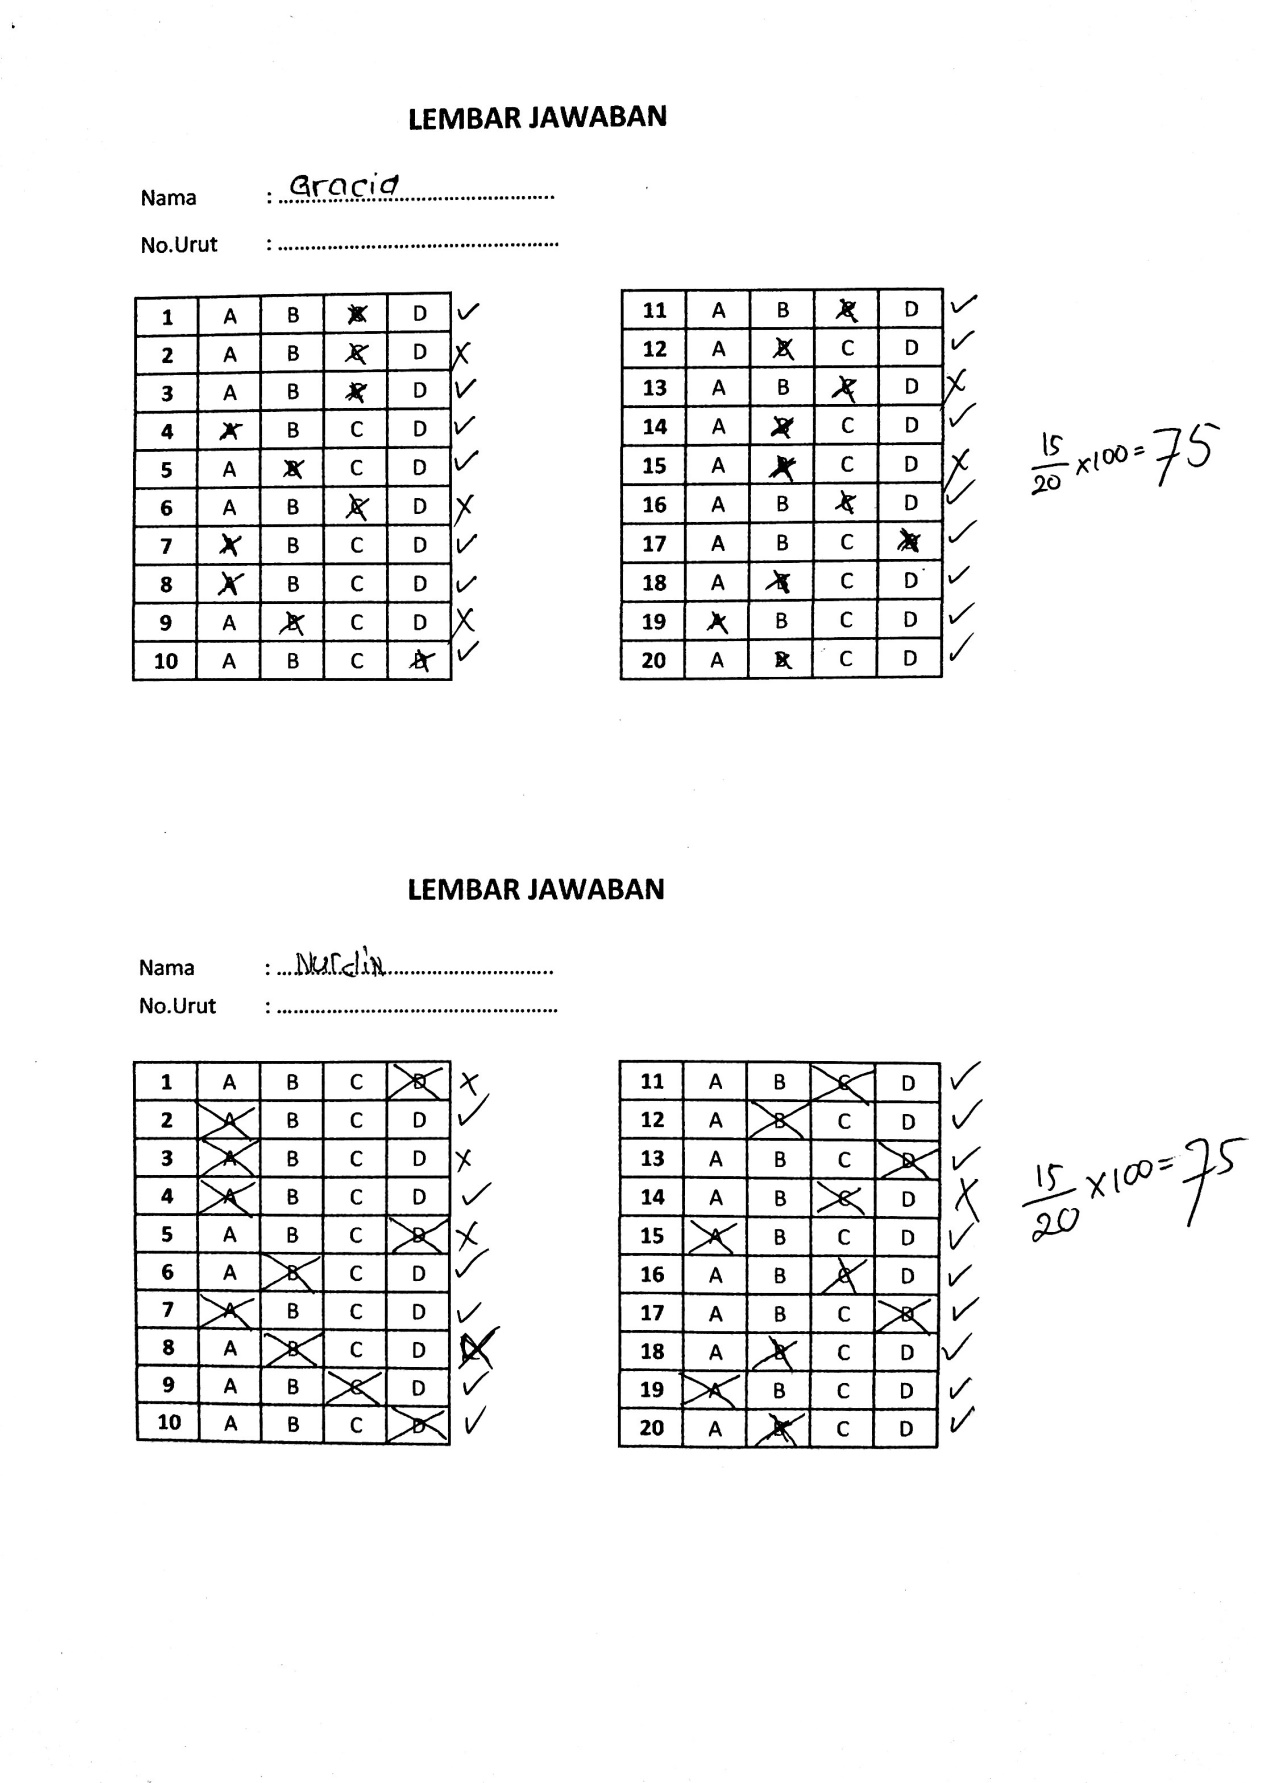 LEMBAR JAWABAN
Nama : Gracia
No.Urut :
1 A B C D ✓ 11 A B C D ✓
2 A B C D X 12 A B C D ✓
3 A B C D ✓ 13 A B C D X
4 A B C D ✓ 14 A B C D ✓
5 A B C D ✓ 15 A B C D X
6 A B C D X 16 A B C D ✓
7 A B C D ✓ 17 A B C D ✓
8 A B C D ✓ 18 A B C D ✓
9 A B C D X 19 A B C D ✓
10 A B C D ✓ 20 A B C D ✓
15/20 x100 = 75
LEMBAR JAWABAN
Nama : Nurdin
No.Urut :
1 A B C D X 11 A B C D ✓
2 A B C D ✓ 12 A B C D ✓
3 A B C D X 13 A B C D ✓
4 A B C D ✓ 14 A B C D X
5 A B C D X 15 A B C D ✓
6 A B C D ✓ 16 A B C D ✓
7 A B C D ✓ 17 A B C D ✓
8 A B C D X 18 A B C D ✓
9 A B C D ✓ 19 A B C D ✓
10 A B C D ✓ 20 A B C D ✓
15/20 x100 = 75